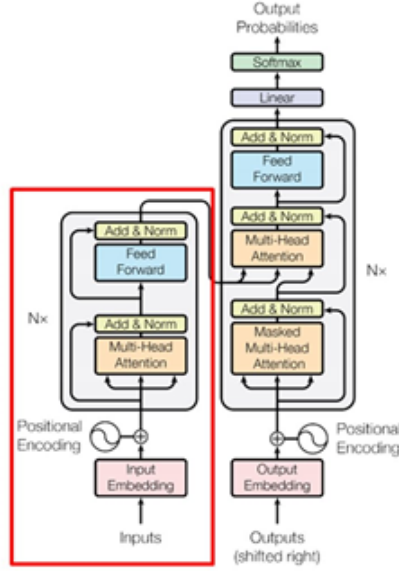 Output
Probabilities
Softmax
Linear
Add & Norm
Feed
Forward
Add & Norm
Multi-Head
Attention
Nx
Add & Norm
Masked
Multi-Head
Attention
Positional
Encoding
Output
Embedding
Outputs
(shifted right)
Add & Norm
Feed
Forward
Nx
Add & Norm
Multi-Head
Attention
Positional
Encoding
Input
Embedding
Inputs